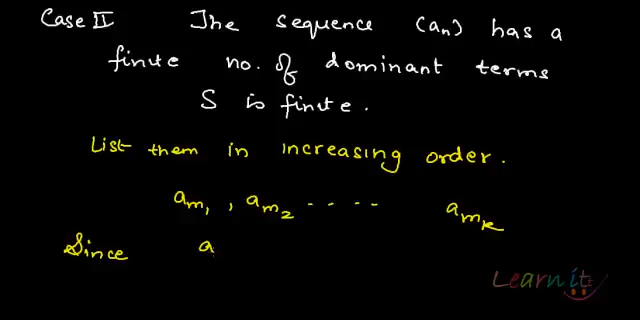 Case II The sequence (an) has a
finite no. of dominant terms
S is finite.
List them in increasing order.
am₁ , am₂ ..... amk
Since a
Learnit